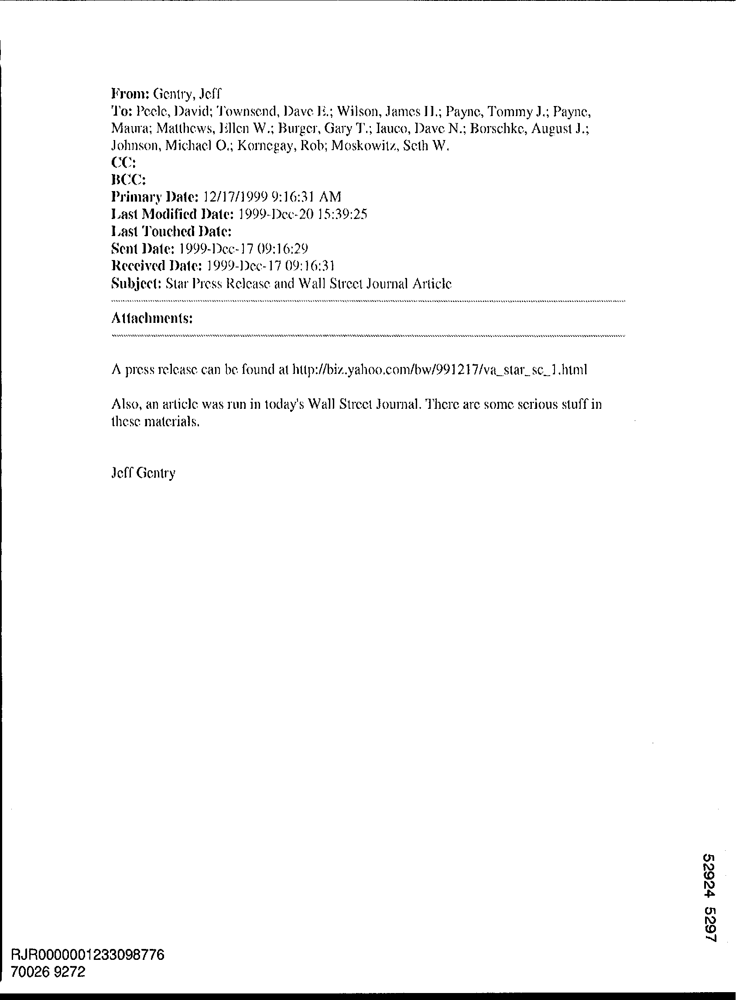 From: Gentry, Jeff
To: Peele, David; Townsend, Dave E.; Wilson, James H.; Payne, Tommy J.; Payne,
Maura; Matthews, Ellen W.; Burger, Gary T.; Iauco, Dave N.; Borschke, August J.;
Johnson, Michael O.; Kornegay, Rob; Moskowitz, Seth W.
CC:
BCC:
Primary Date: 12/17/1999 9:16:31 AM
Last Modified Date: 1999-Dec-20 15:39:25
Last Touched Date:
Sent Date: 1999-Dec-17 09:16:29
Received Date: 1999-Dec-17 09:16:31
Subject: Star Press Release and Wall Street Journal Article
Attachments:
A press release can be found at http://biz.yahoo.com/bw/991217/va_star_sc_1.html
Also, an article was run in today's Wall Street Journal. There are some serious stuff in
these materials.
Jeff Gentry
52924 5297
RJR0000001233098776
70026 9272